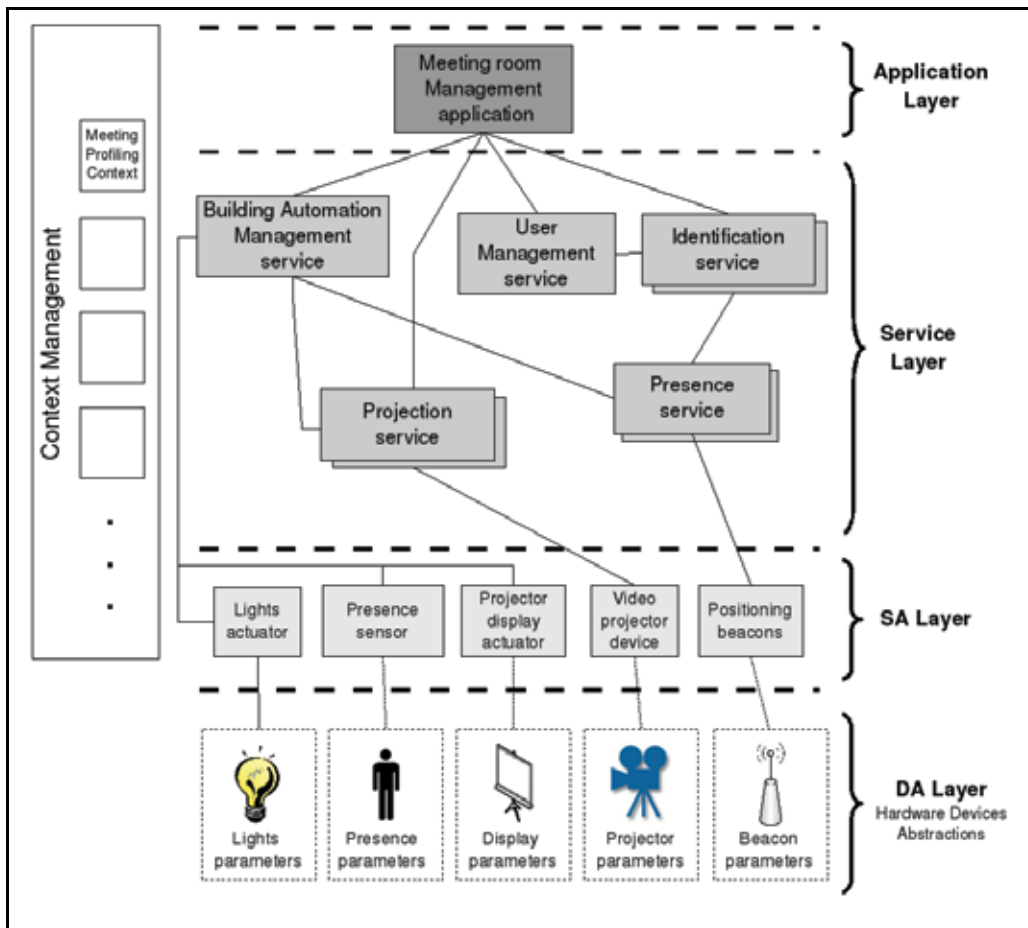 Meeting room
Management
application
Application
Layer
Context Management
Meeting
Profiling
Context
Building Automation
Management
service
User
Management
service
Identification
service
Projection
service
Presence
service
Service
Layer
Lights
actuator
Presence
sensor
Projector
display
actuator
Video
projector
device
Positioning
beacons
SA Layer
Lights
parameters
Presence
parameters
Display
parameters
Projector
parameters
Beacon
parameters
DA Layer
Hardware Devices
Abstractions